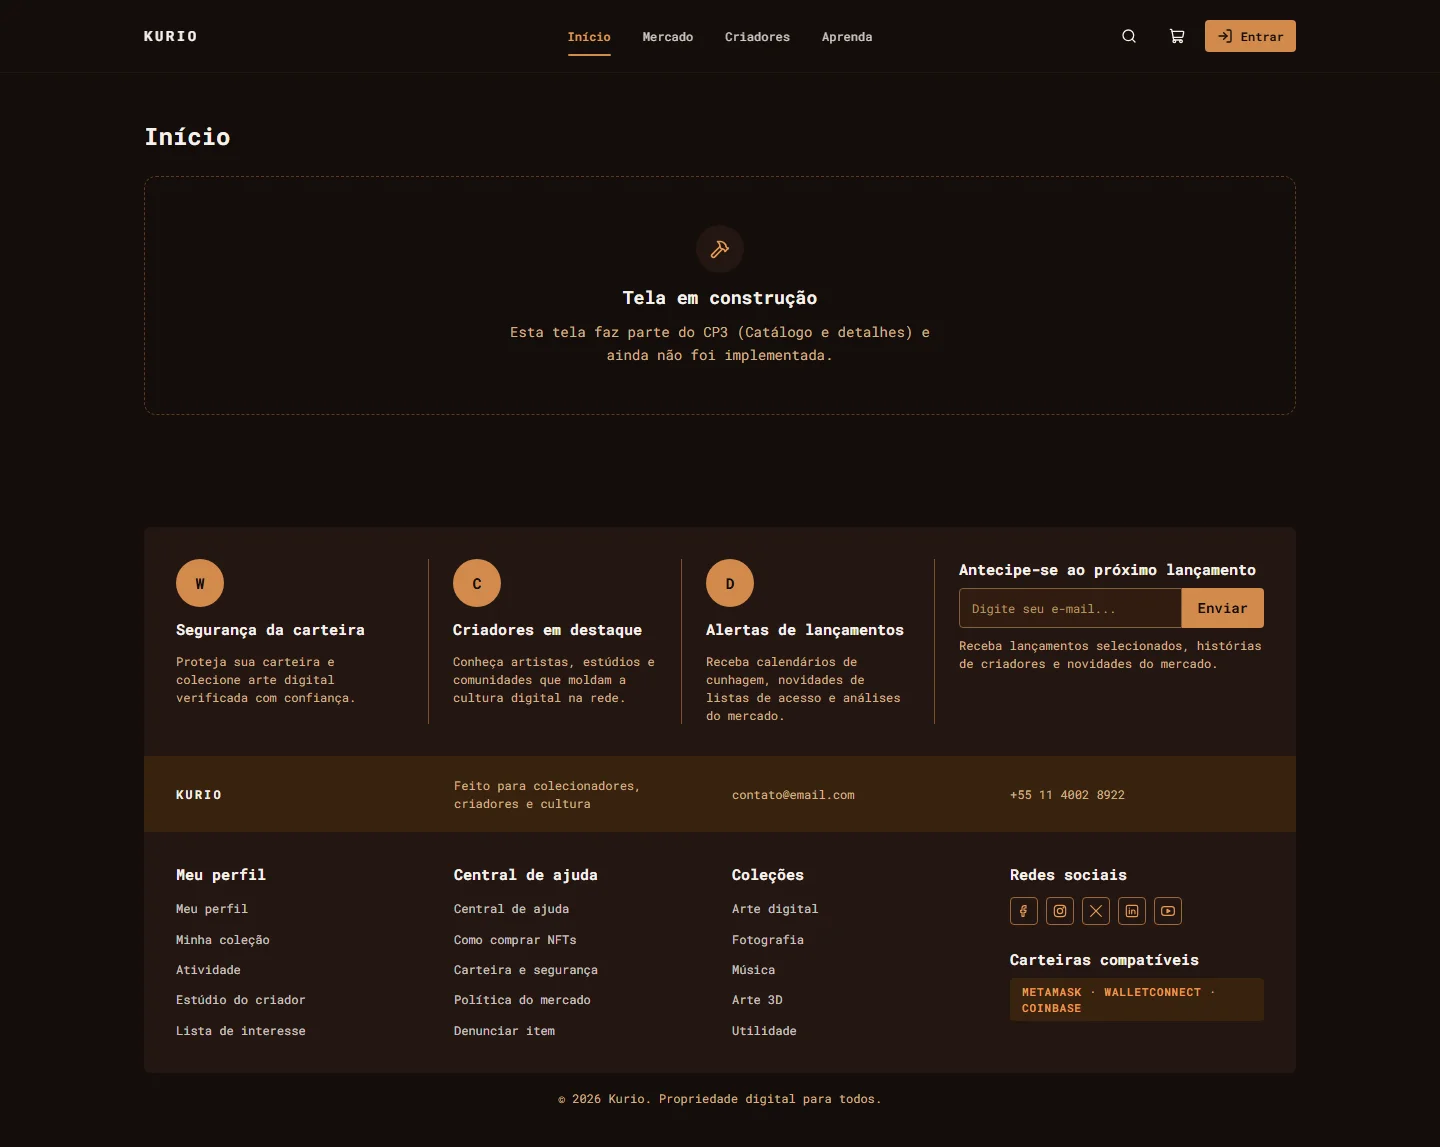 KURIO
Início
Mercado
Criadores
Aprenda
Entrar
Início
Tela em construção
Esta tela faz parte do CP3 (Catálogo e detalhes) e
ainda não foi implementada.
W
Segurança da carteira
Proteja sua carteira e
colecione arte digital
verificada com confiança.
C
Criadores em destaque
Conheça artistas, estúdios e
comunidades que moldam a
cultura digital na rede.
D
Alertas de lançamentos
Receba calendários de
cunhagem, novidades de
listas de acesso e análises
do mercado.
Antecipe-se ao próximo lançamento
Digite seu e-mail...
Enviar
Receba lançamentos selecionados, histórias
de criadores e novidades do mercado.
KURIO
Feito para colecionadores,
criadores e cultura
contato@email.com
+55 11 4002 8922
Meu perfil
Meu perfil
Minha coleção
Atividade
Estúdio do criador
Lista de interesse
Central de ajuda
Central de ajuda
Como comprar NFTs
Carteira e segurança
Política do mercado
Denunciar item
Coleções
Arte digital
Fotografia
Música
Arte 3D
Utilidade
Redes sociais
Carteiras compatíveis
METAMASK · WALLETCONNECT ·
COINBASE
© 2026 Kurio. Propriedade digital para todos.